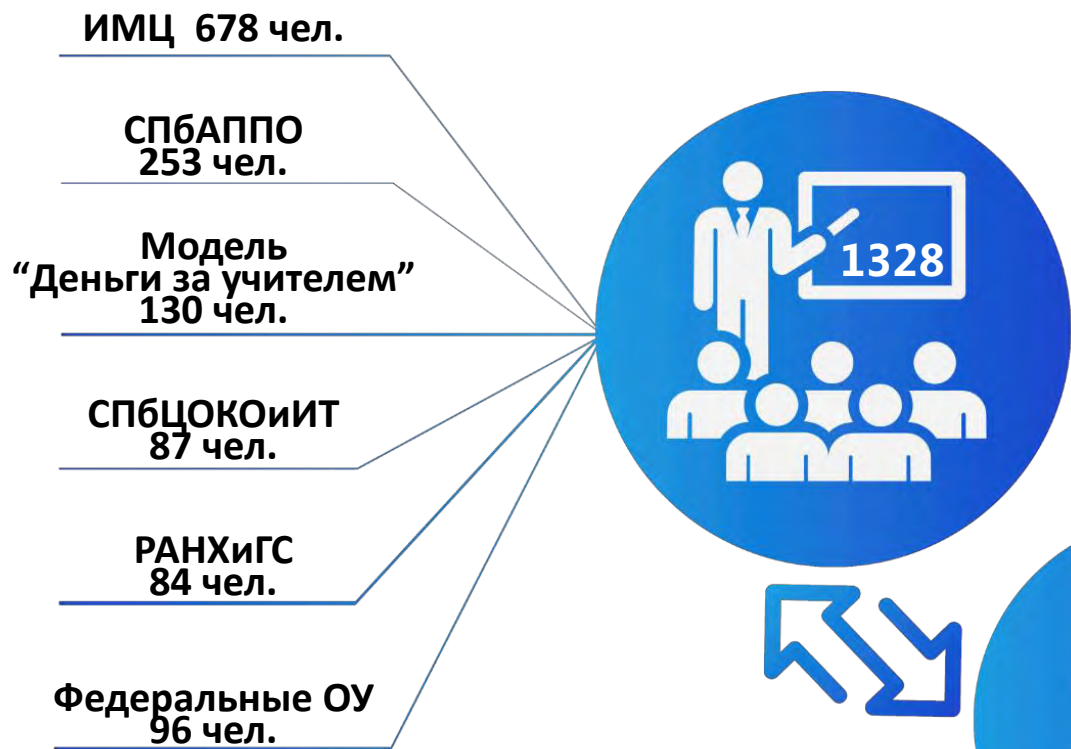 ИМЦ 678 чел.
СПбАППО
253 чел.
Модель
“Деньги за учителем”
130 чел.
СПбЦОКОиИТ
87 чел.
РАНХиГС
84 чел.
Федеральные ОУ
96 чел.
1328